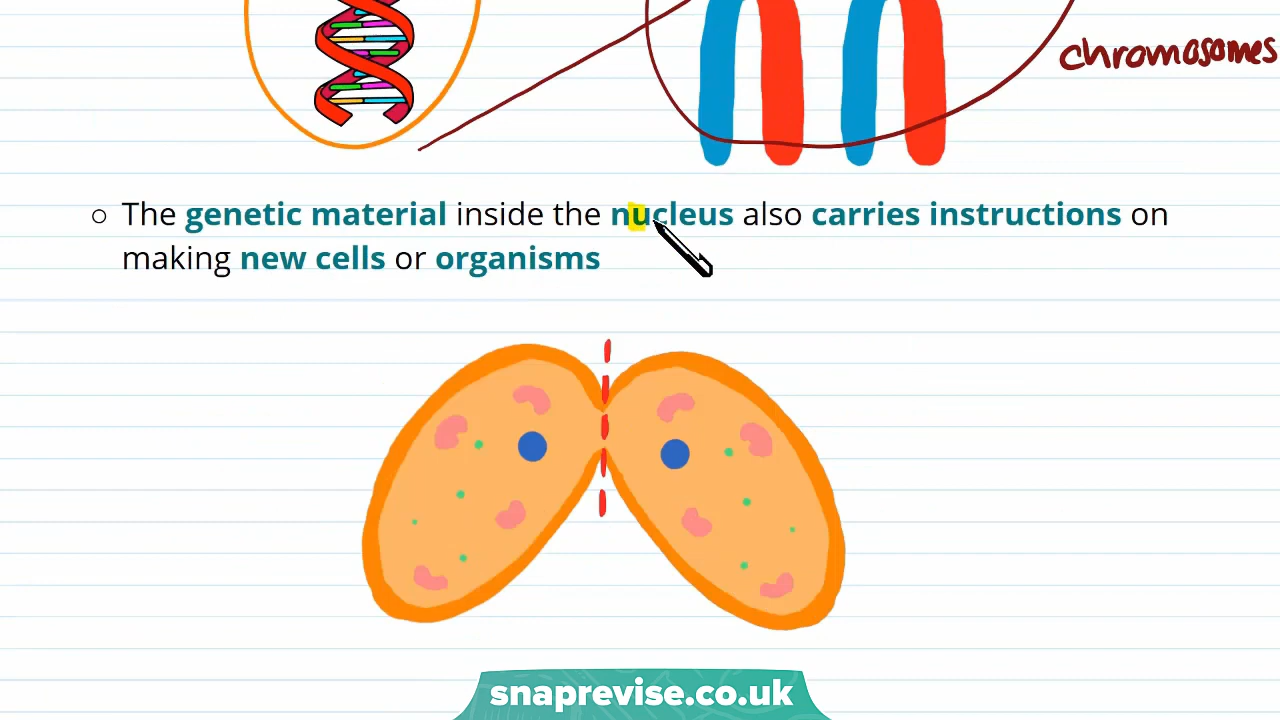 chromosomes
The genetic material inside the nucleus also carries instructions on
making new cells or organisms
snaprevise.co.uk